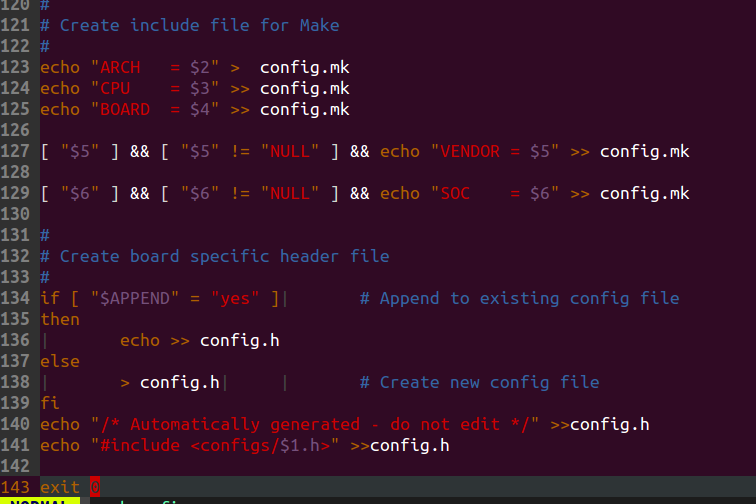 120 #
121 # Create include file for Make
122 #
123 echo "ARCH   = $2" >  config.mk
124 echo "CPU    = $3" >> config.mk
125 echo "BOARD  = $4" >> config.mk
126
127 [ "$5" ] && [ "$5" != "NULL" ] && echo "VENDOR = $5" >> config.mk
128
129 [ "$6" ] && [ "$6" != "NULL" ] && echo "SOC    = $6" >> config.mk
130
131 #
132 # Create board specific header file
133 #
134 if [ "$APPEND" = "yes" ]|       # Append to existing config file
135 then
136 |       echo >> config.h
137 else
138 |       > config.h|     |       # Create new config file
139 fi
140 echo "/* Automatically generated - do not edit */" >>config.h
141 echo "#include <configs/$1.h>" >>config.h
142
143 exit 0
NORMAL